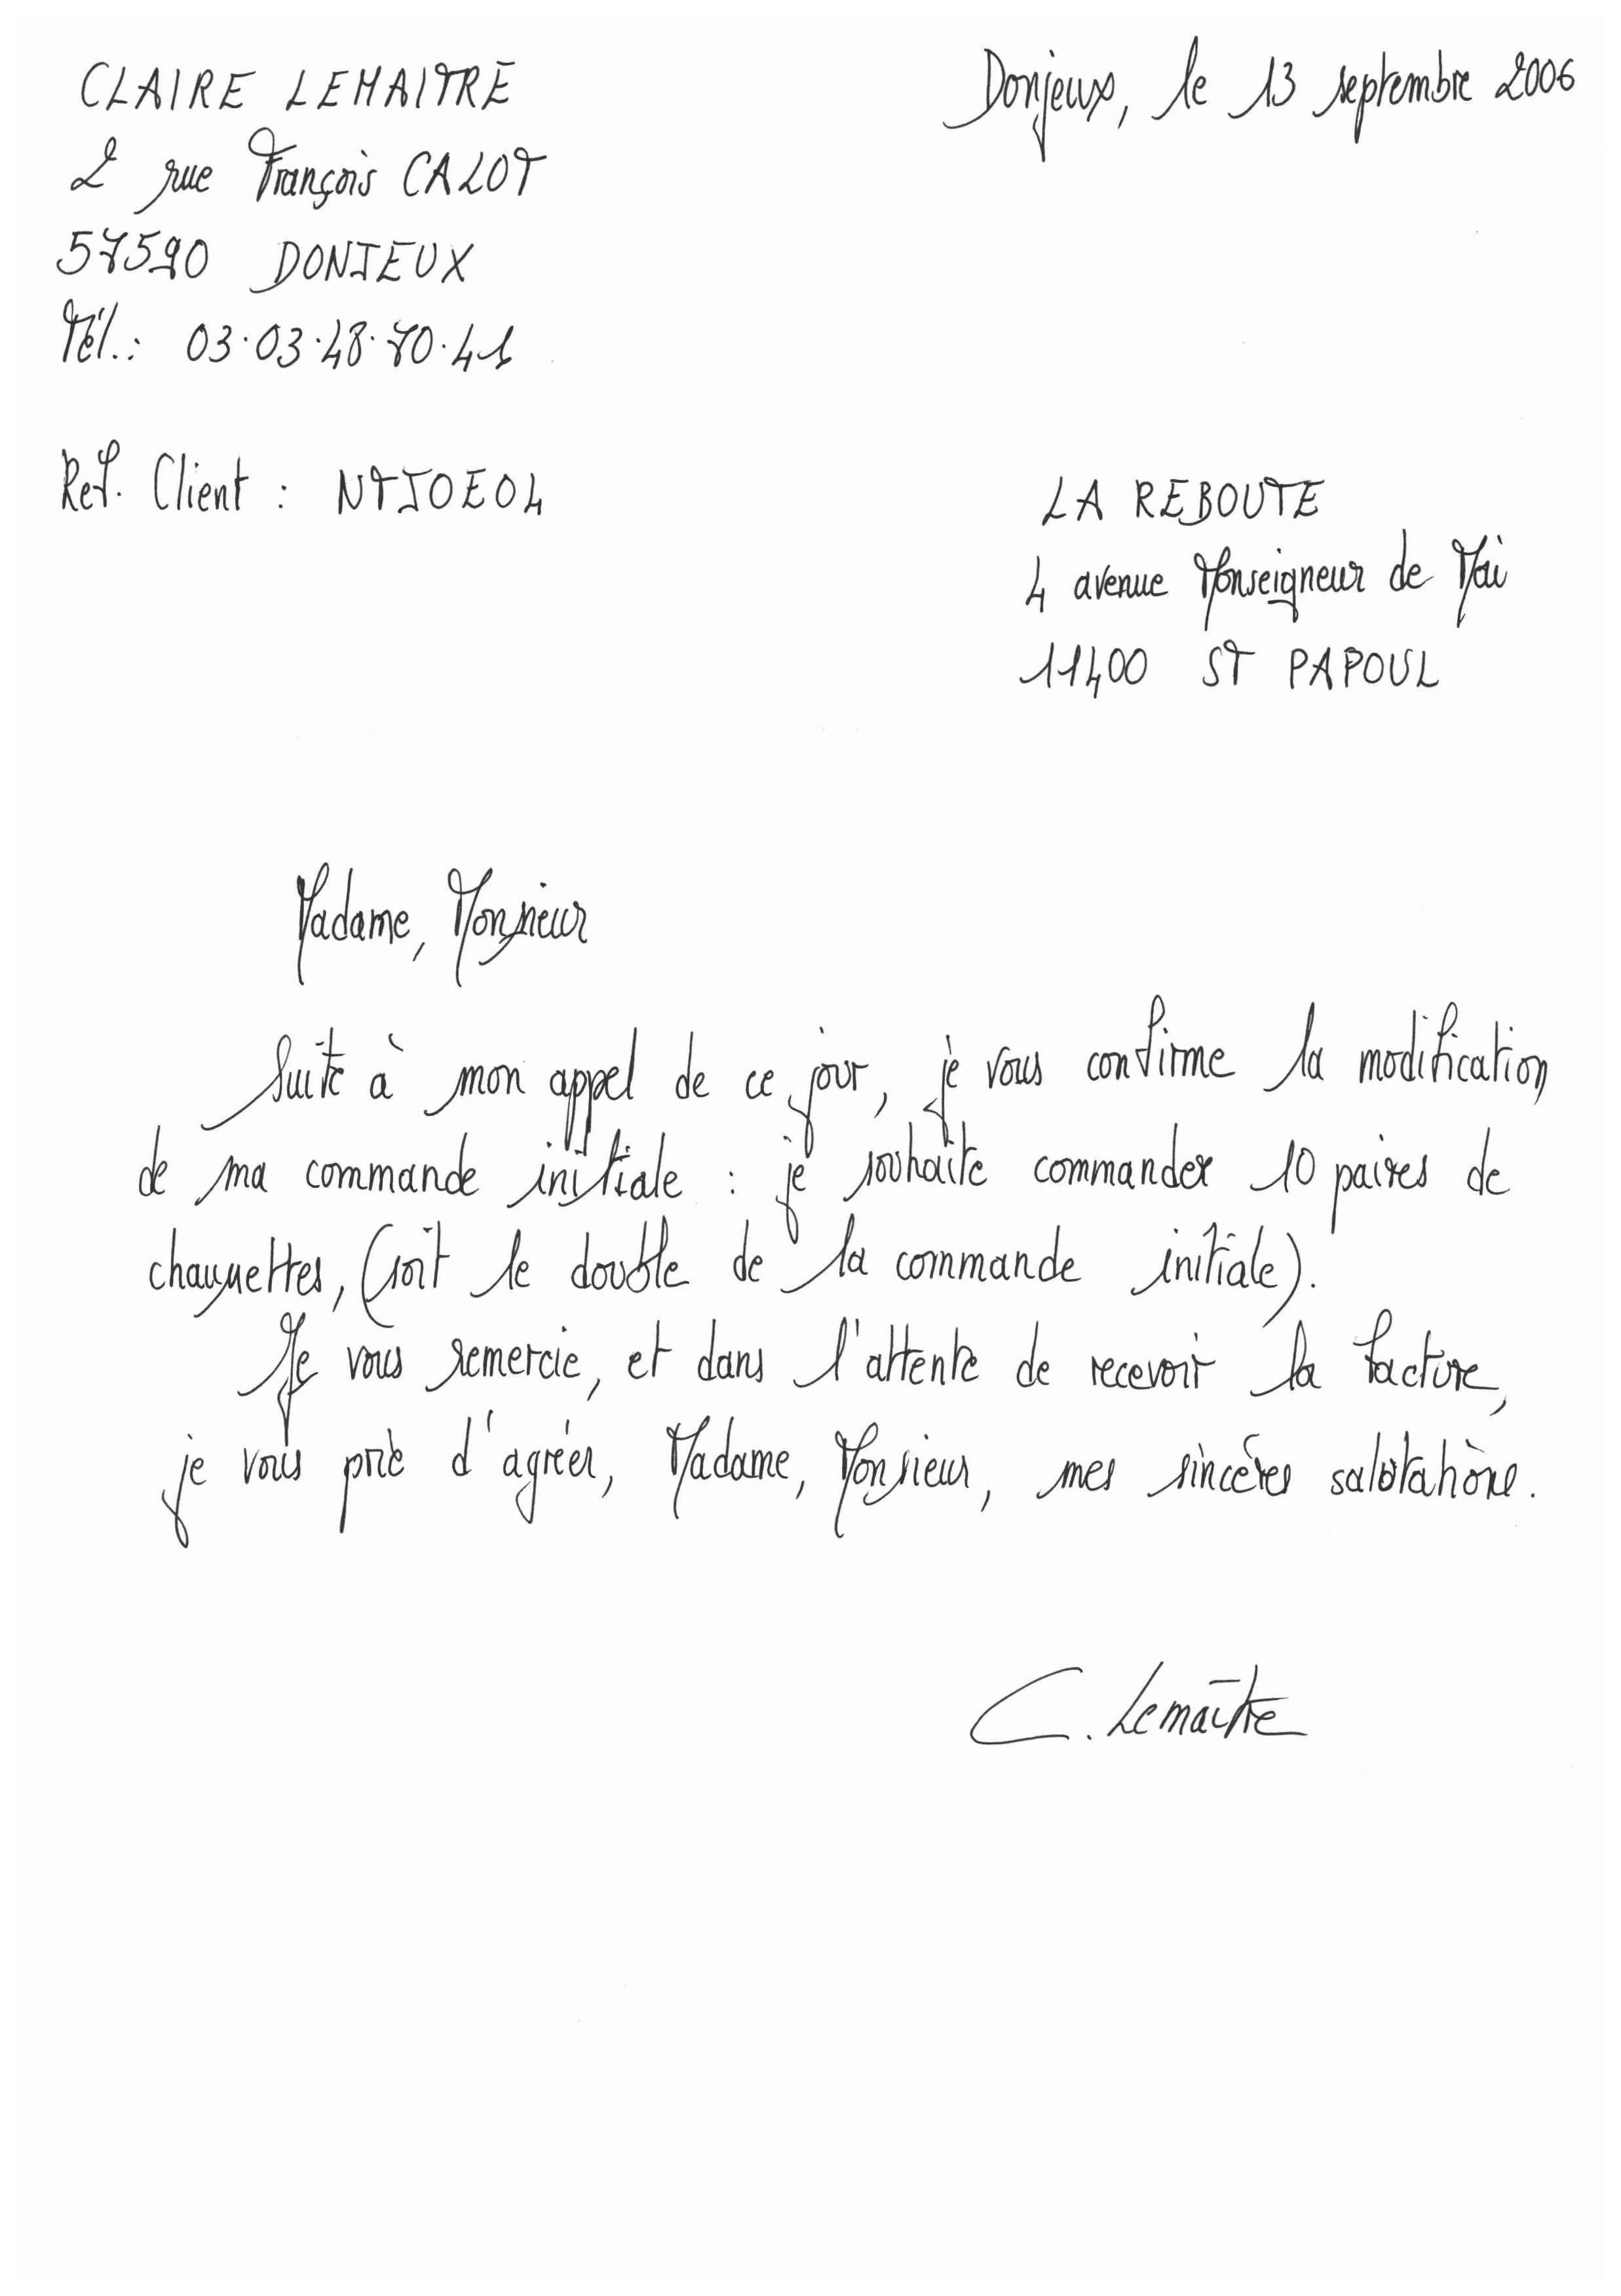 CLAIRE LEMAITRE
Donjeux, le 13 septembre 2006
2 rue François CALOT
57590 DONJEUX
Tél.: 03.03.48.70.41
Ref. Client : NTJOE04
LA REBOUTE
4 avenue Monseigneur de Mai
11400 ST PAPOUL
Madame, Monsieur
Suite à mon appel de ce jour, je vous confirme la modification
de ma commande initiale : je souhaite commander 10 paires de
chaussettes, (soit le double de la commande initiale).
Je vous remercie, et dans l'attente de recevoir la facture,
je vous prie d'agréer, Madame, Monsieur, mes sincères salutations.
C. Lemaître